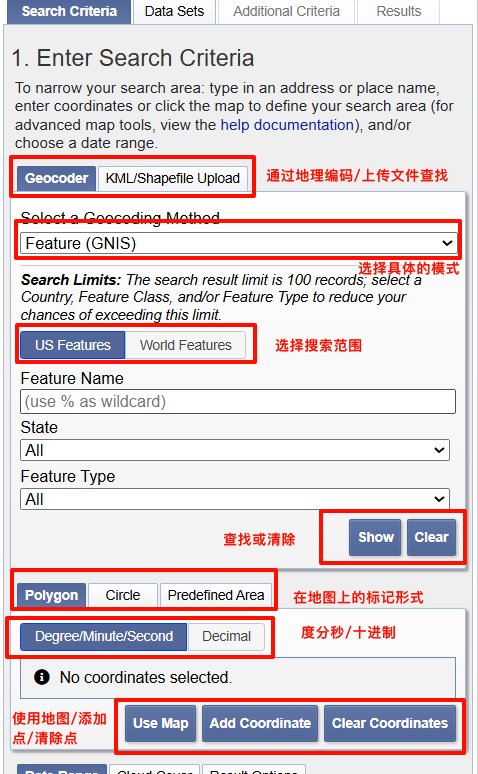 Search Criteria
Data Sets
Additional Criteria
Results
1. Enter Search Criteria
To narrow your search area: type in an address or place name,
enter coordinates or click the map to define your search area (for
advanced map tools, view the help documentation), and/or
choose a date range.
Geocoder
KML/Shapefile Upload
通过地理编码/上传文件查找
Select a Geocoding Method
Feature (GNIS)
选择具体的模式
Search Limits: The search result limit is 100 records; select a
Country, Feature Class, and/or Feature Type to reduce your
chances of exceeding this limit.
US Features
World Features
选择搜索范围
Feature Name
(use % as wildcard)
State
All
Feature Type
All
查找或清除
Show
Clear
Polygon
Circle
Predefined Area
在地图上的标记形式
Degree/Minute/Second
Decimal
度分秒/十进制
No coordinates selected.
使用地图/添加
点/清除点
Use Map
Add Coordinate
Clear Coordinates
Date Range
Cloud Cover
Result Options